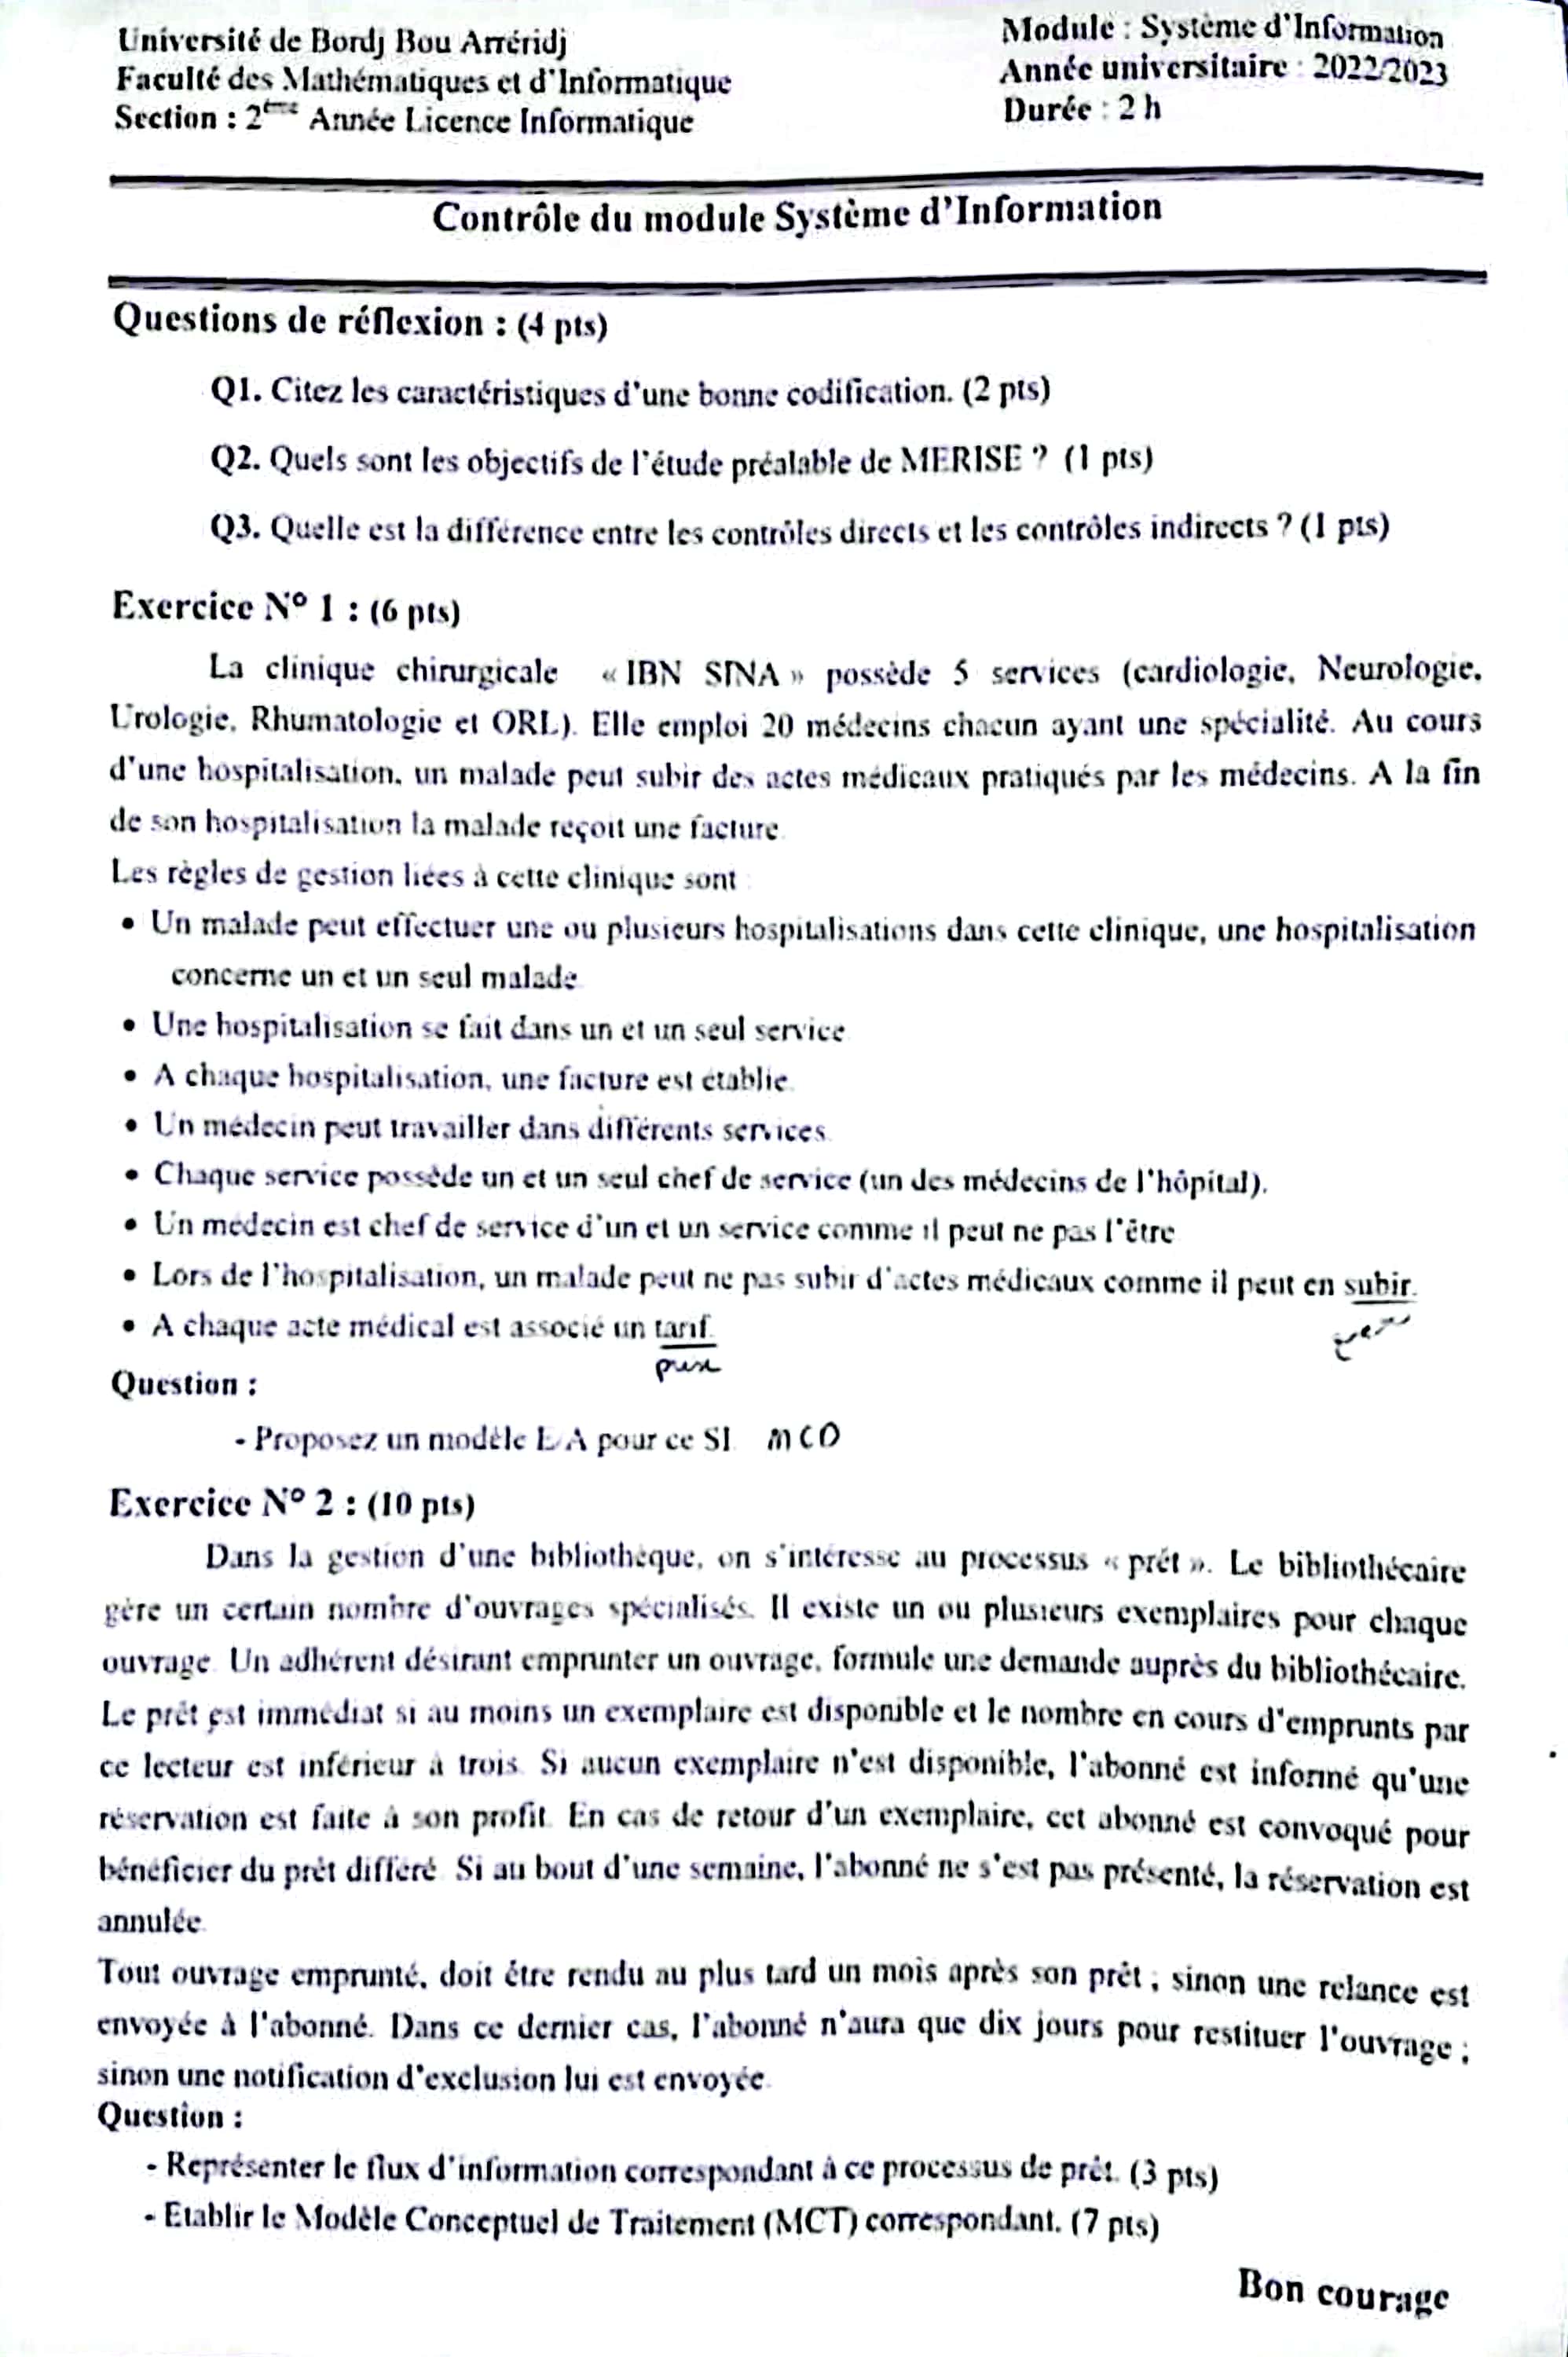 Université de Bordj Bou Arréridj
Faculté des Mathématiques et d'Informatique
Section : 2ème Année Licence Informatique
Module : Système d'Information
Année universitaire : 2022/2023
Durée : 2 h
Contrôle du module Système d'Information
Questions de réflexion : (4 pts)
Q1. Citez les caractéristiques d'une bonne codification. (2 pts)
Q2. Quels sont les objectifs de l'étude préalable de MERISE ? (1 pts)
Q3. Quelle est la différence entre les contrôles directs et les contrôles indirects ? (1 pts)
Exercice N° 1 : (6 pts)
La clinique chirurgicale « IBN SINA » possède 5 services (cardiologie, Neurologie,
Urologie, Rhumatologie et ORL). Elle emploi 20 médecins chacun ayant une spécialité. Au cours
d'une hospitalisation, un malade peut subir des actes médicaux pratiqués par les médecins. A la fin
de son hospitalisation la malade reçoit une facture.
Les règles de gestion liées à cette clinique sont :
• Un malade peut effectuer une ou plusieurs hospitalisations dans cette clinique, une hospitalisation
concerne un et un seul malade.
• Une hospitalisation se fait dans un et un seul service.
• A chaque hospitalisation, une facture est établie.
• Un médecin peut travailler dans différents services.
• Chaque service possède un et un seul chef de service (un des médecins de l'hôpital).
• Un médecin est chef de service d'un et un service comme il peut ne pas l'être
• Lors de l'hospitalisation, un malade peut ne pas subir d'actes médicaux comme il peut en subir.
• A chaque acte médical est associé un tarif.
Question :
- Proposez un modèle E/A pour ce SI. MCD
Exercice N° 2 : (10 pts)
Dans la gestion d'une bibliothèque, on s'intéresse au processus « prêt ». Le bibliothécaire
gère un certain nombre d'ouvrages spécialisés. Il existe un ou plusieurs exemplaires pour chaque
ouvrage. Un adhérent désirant emprunter un ouvrage, formule une demande auprès du bibliothécaire.
Le prêt est immédiat si au moins un exemplaire est disponible et le nombre en cours d'emprunts par
ce lecteur est inférieur à trois. Si aucun exemplaire n'est disponible, l'abonné est informé qu'une
réservation est faite à son profit. En cas de retour d'un exemplaire, cet abonné est convoqué pour
bénéficier du prêt différé. Si au bout d'une semaine, l'abonné ne s'est pas présenté, la réservation est
annulée.
Tout ouvrage emprunté, doit être rendu au plus tard un mois après son prêt ; sinon une relance est
envoyée à l'abonné. Dans ce dernier cas, l'abonné n'aura que dix jours pour restituer l'ouvrage ;
sinon une notification d'exclusion lui est envoyée.
Question :
- Représenter le flux d'information correspondant à ce processus de prêt. (3 pts)
- Etablir le Modèle Conceptuel de Traitement (MCT) correspondant. (7 pts)
Bon courage